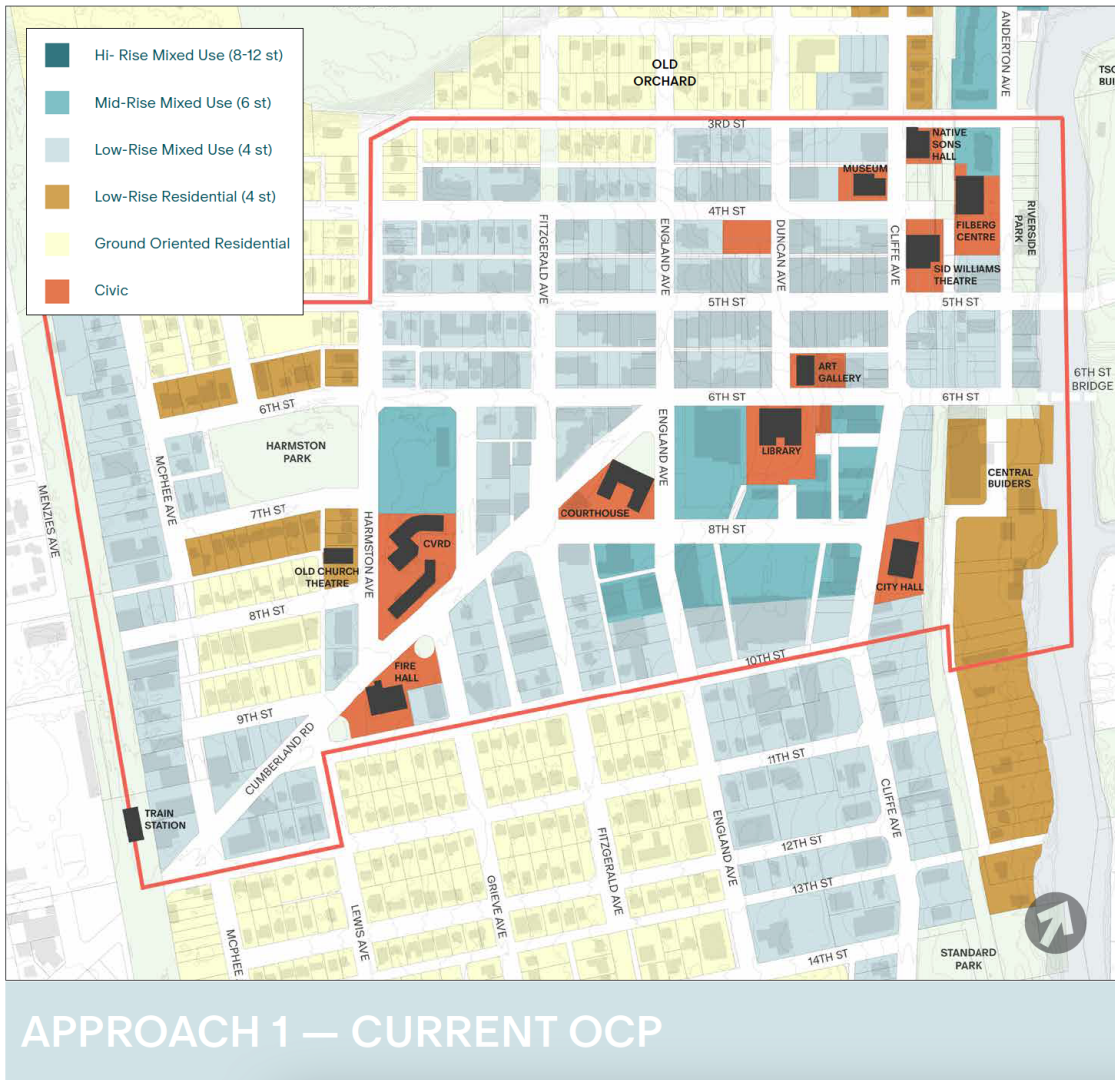 Hi- Rise Mixed Use (8-12 st)
Mid-Rise Mixed Use (6 st)
Low-Rise Mixed Use (4 st)
Low-Rise Residential (4 st)
Ground Oriented Residential
Civic
OLD
ORCHARD
ANDERTON AVE
3RD ST
NATIVE
SONS
HALL
MUSEUM
4TH ST
FITZGERALD AVE
ENGLAND AVE
DUNCAN AVE
CLIFFE AVE
FILBERG
CENTRE
RIVERSIDE
PARK
SID WILLIAMS
THEATRE
5TH ST
5TH ST
ART
GALLERY
6TH ST
BRIDGE
6TH ST
6TH ST
6TH ST
HARMSTON
PARK
MCPHEE AVE
MENZIES AVE
ENGLAND AVE
LIBRARY
CENTRAL
BUIDERS
7TH ST
HARMSTON AVE
COURTHOUSE
8TH ST
CVRD
OLD CHURCH
THEATRE
CITY HALL
8TH ST
10TH ST
FIRE
HALL
9TH ST
CUMBERLAND RD
11TH ST
TRAIN
STATION
CLIFFE AVE
12TH ST
ENGLAND AVE
FITZGERALD AVE
13TH ST
GRIEVE AVE
LEWIS AVE
MCPHEE
14TH ST
STANDARD
PARK
APPROACH 1 — CURRENT OCP